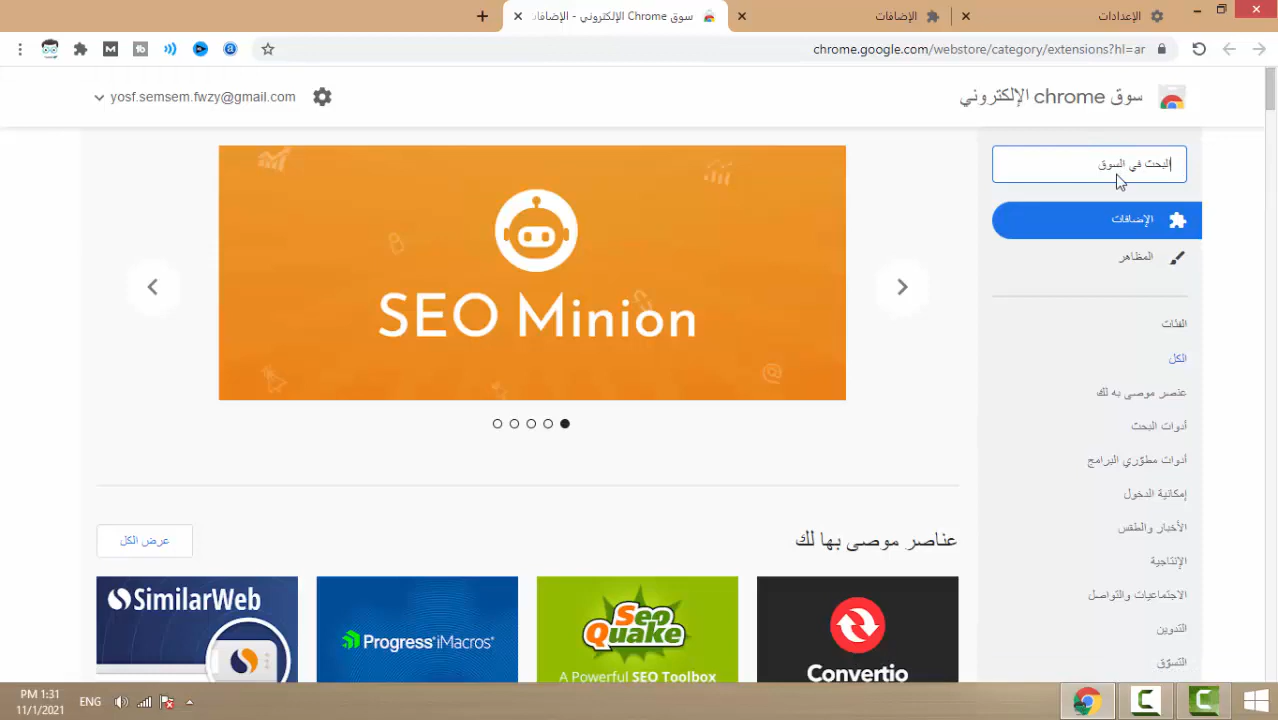 الإعدادات
الإضافات
سوق Chrome الإلكتروني - الإضافات
chrome.google.com/webstore/category/extensions?hl=ar
سوق chrome الإلكتروني
yosf.semsem.fwzy@gmail.com
البحث في السوق
الإضافات
المظاهر
الفئات
الكل
عنصر موصى به لك
أدوات البحث
أدوات مطوّري البرامج
إمكانية الدخول
الأخبار والطقس
الإنتاجية
الاجتماعيات والتواصل
التدوين
التسوّق
SEO Minion
عناصر موصى بها لك
عرض الكل
Convertio
Seo Quake
A Powerful SEO Toolbox
Progress iMacros
SimilarWeb
PM 1:31
11/1/2021
ENG